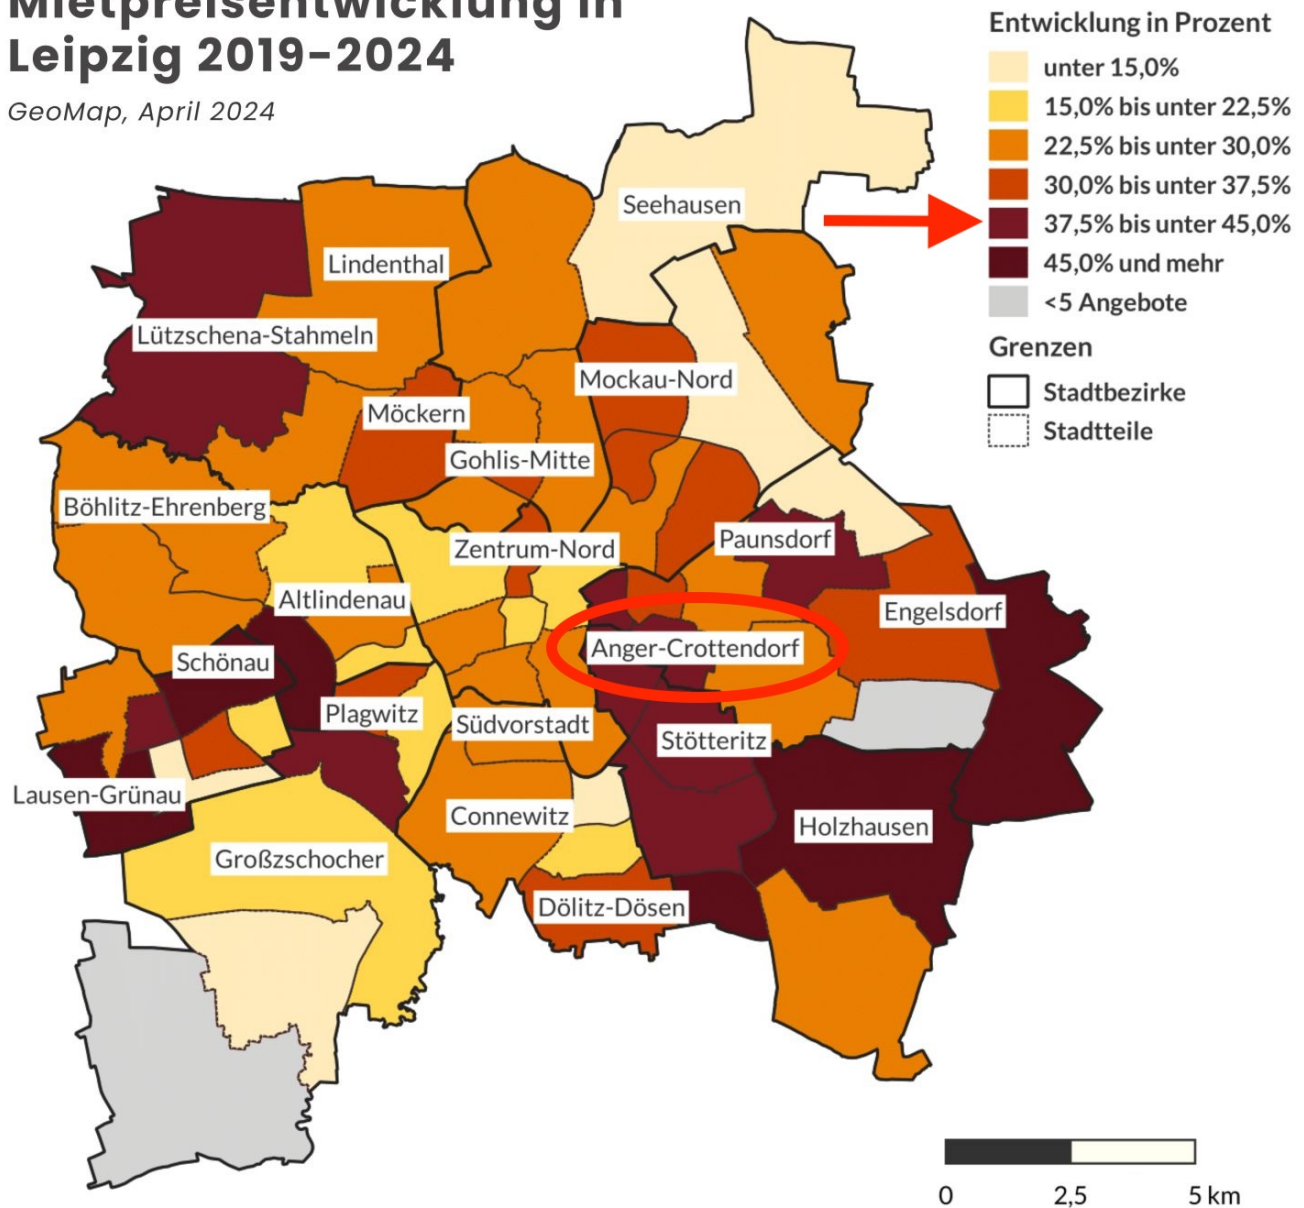 Mietpreisentwicklung in
Leipzig 2019-2024
GeoMap, April 2024
Entwicklung in Prozent
unter 15,0%
15,0% bis unter 22,5%
22,5% bis unter 30,0%
30,0% bis unter 37,5%
37,5% bis unter 45,0%
45,0% und mehr
<5 Angebote
Grenzen
Stadtbezirke
Stadtteile
Seehausen
Lindenthal
Lützschena-Stahmeln
Mockau-Nord
Möckern
Gohlis-Mitte
Böhlitz-Ehrenberg
Zentrum-Nord
Paunsdorf
Altlindenau
Engelsdorf
Anger-Crottendorf
Schönau
Plagwitz
Südvorstadt
Stötteritz
Lausen-Grünau
Connewitz
Holzhausen
Großzschocher
Dölitz-Dösen
0 2,5 5 km